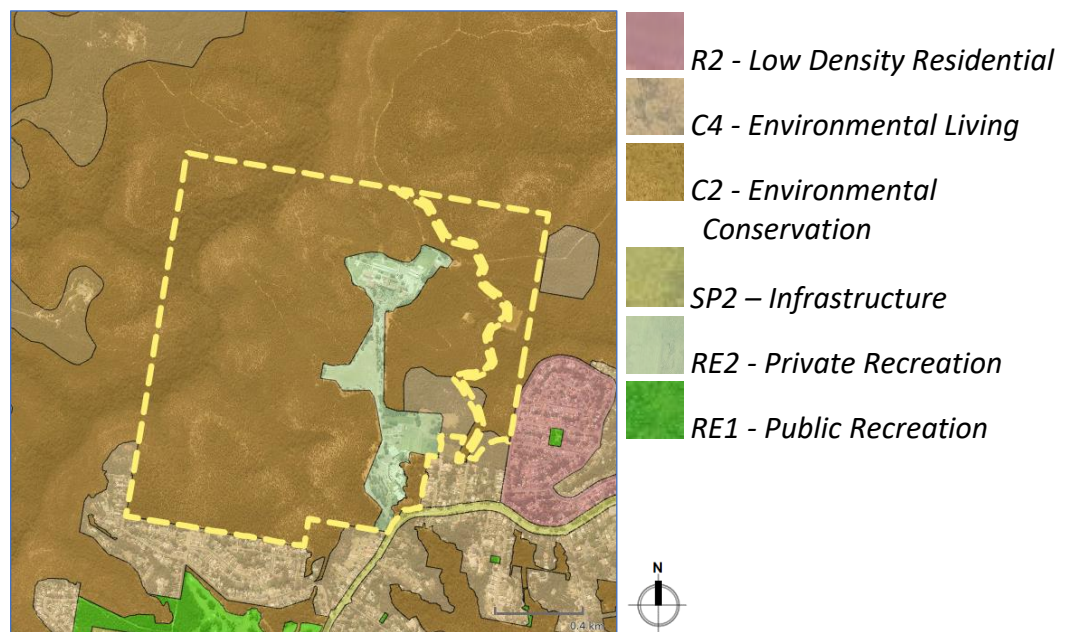 R2 - Low Density Residential
C4 - Environmental Living
C2 - Environmental
Conservation
SP2 – Infrastructure
RE2 - Private Recreation
RE1 - Public Recreation
N
0.4 km